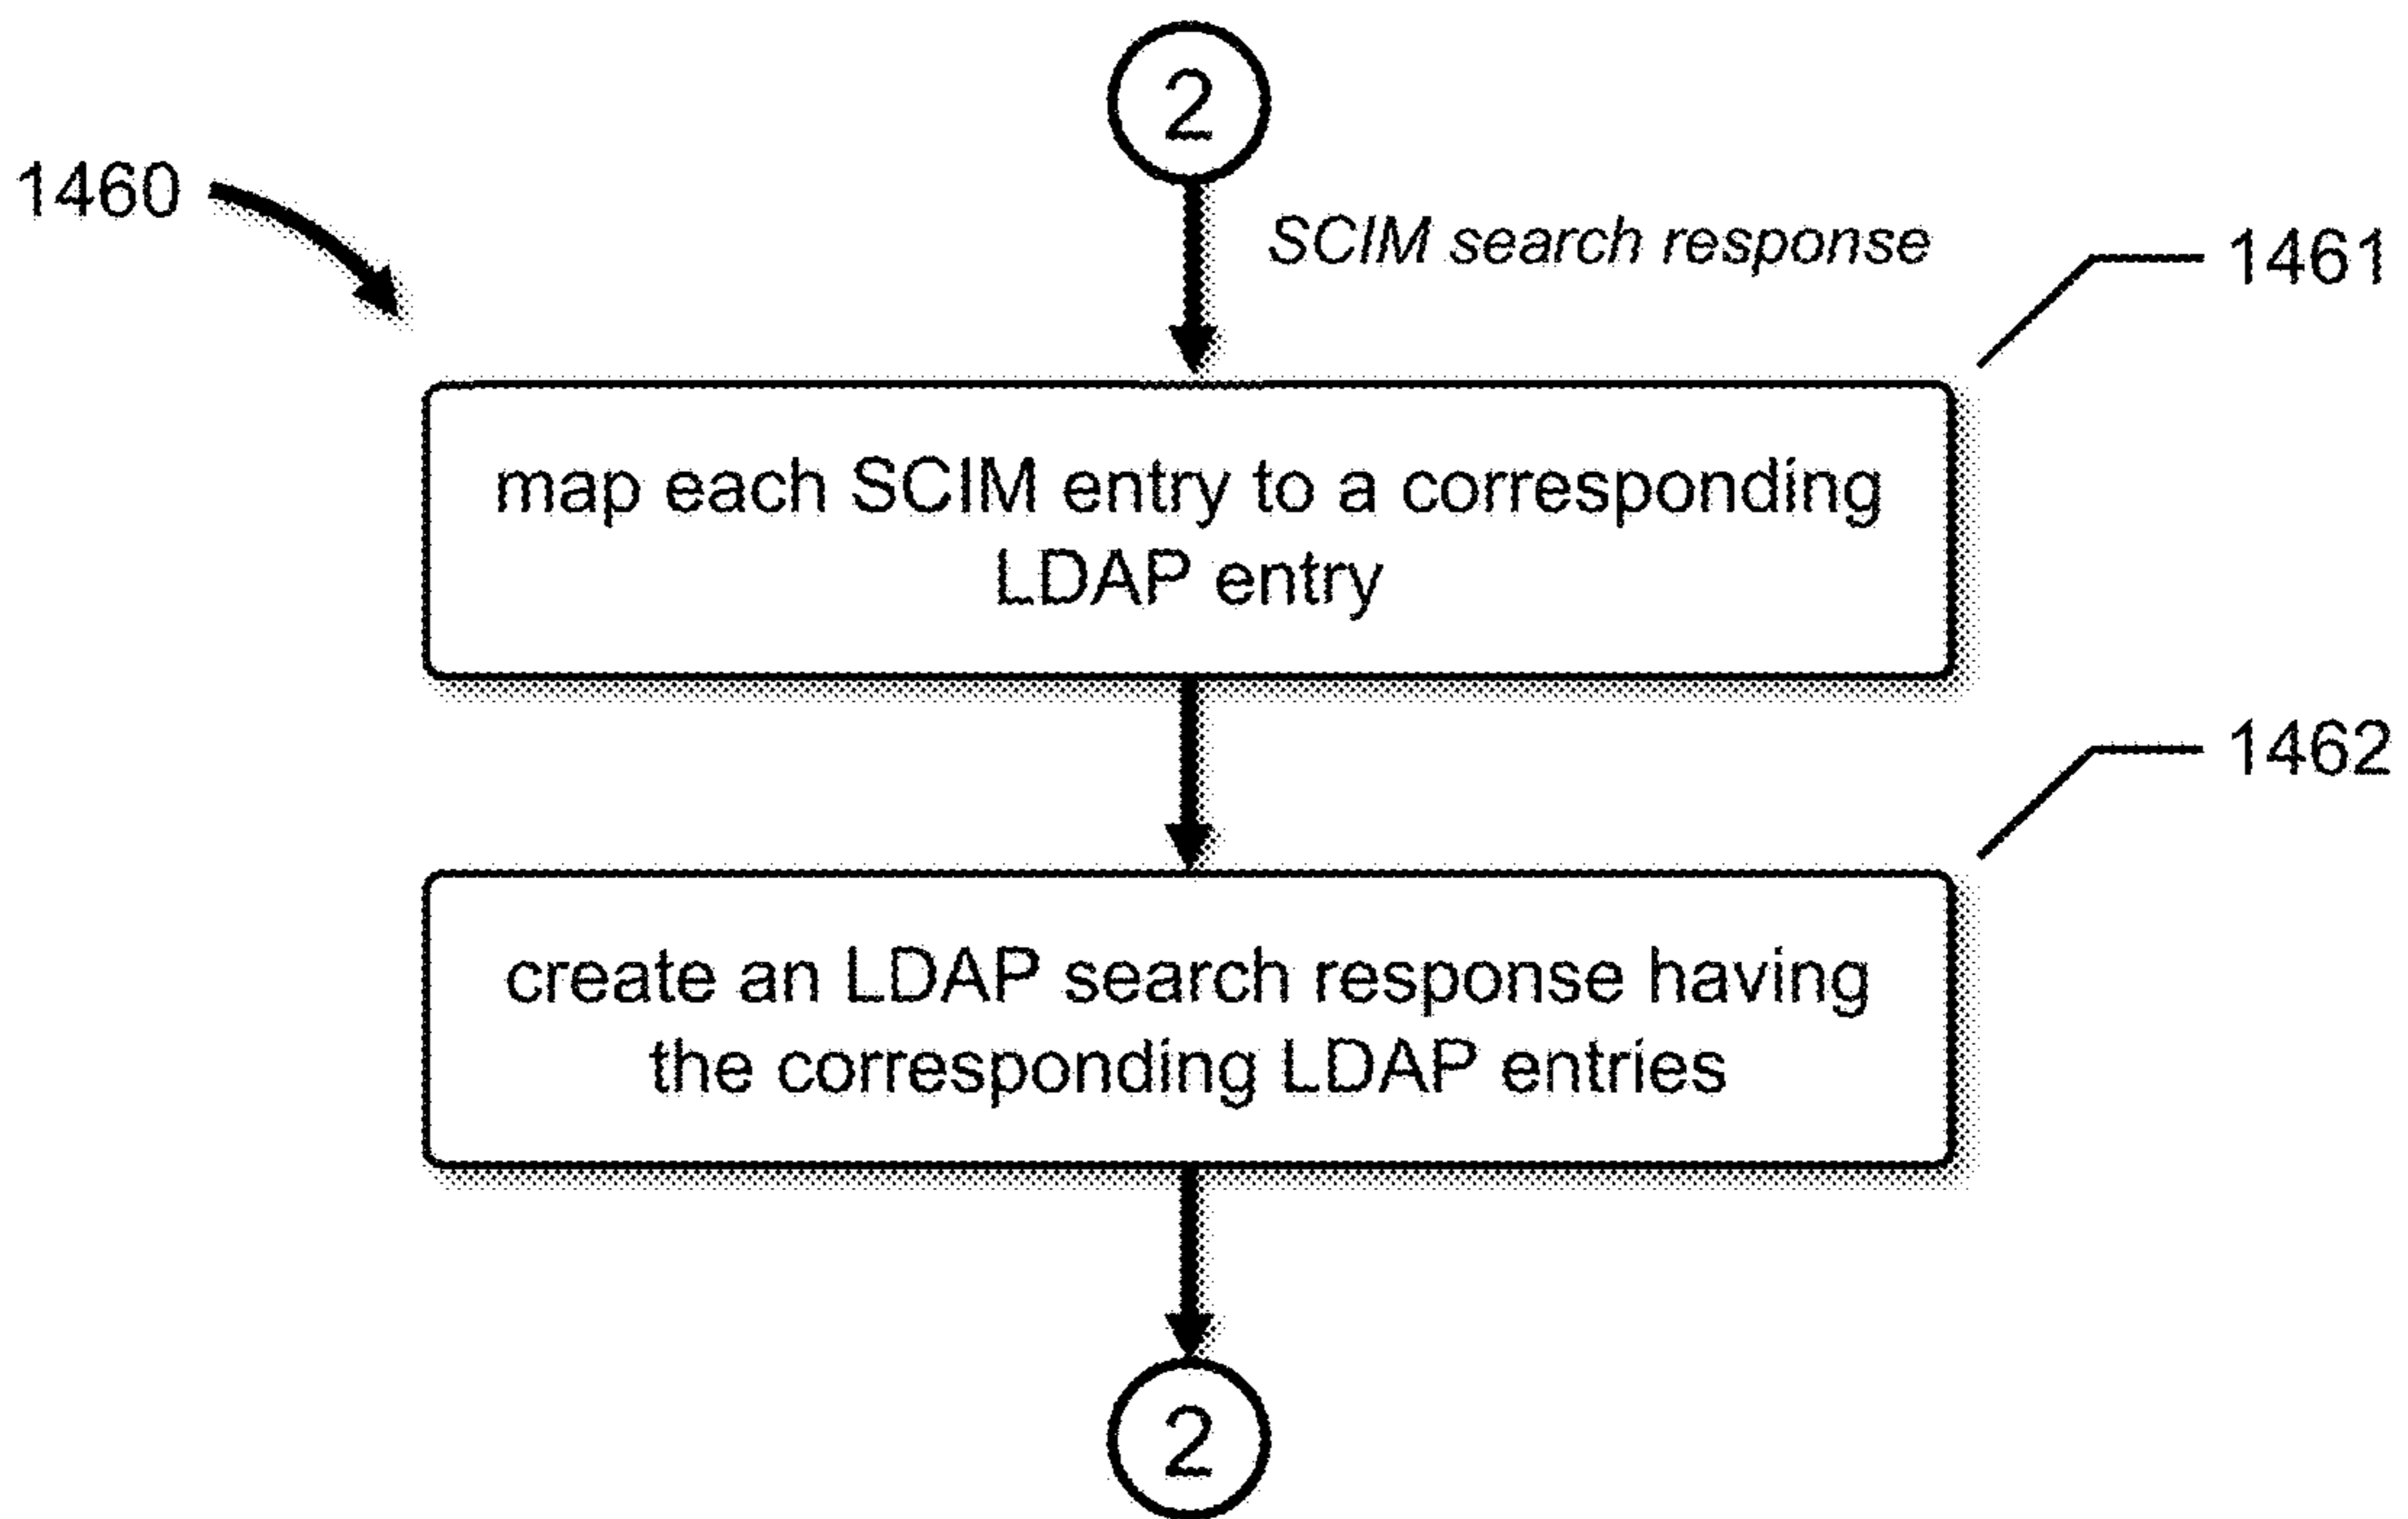 2
1460
SCIM search response
1461
map each SCIM entry to a corresponding
LDAP entry
1462
create an LDAP search response having
the corresponding LDAP entries
2